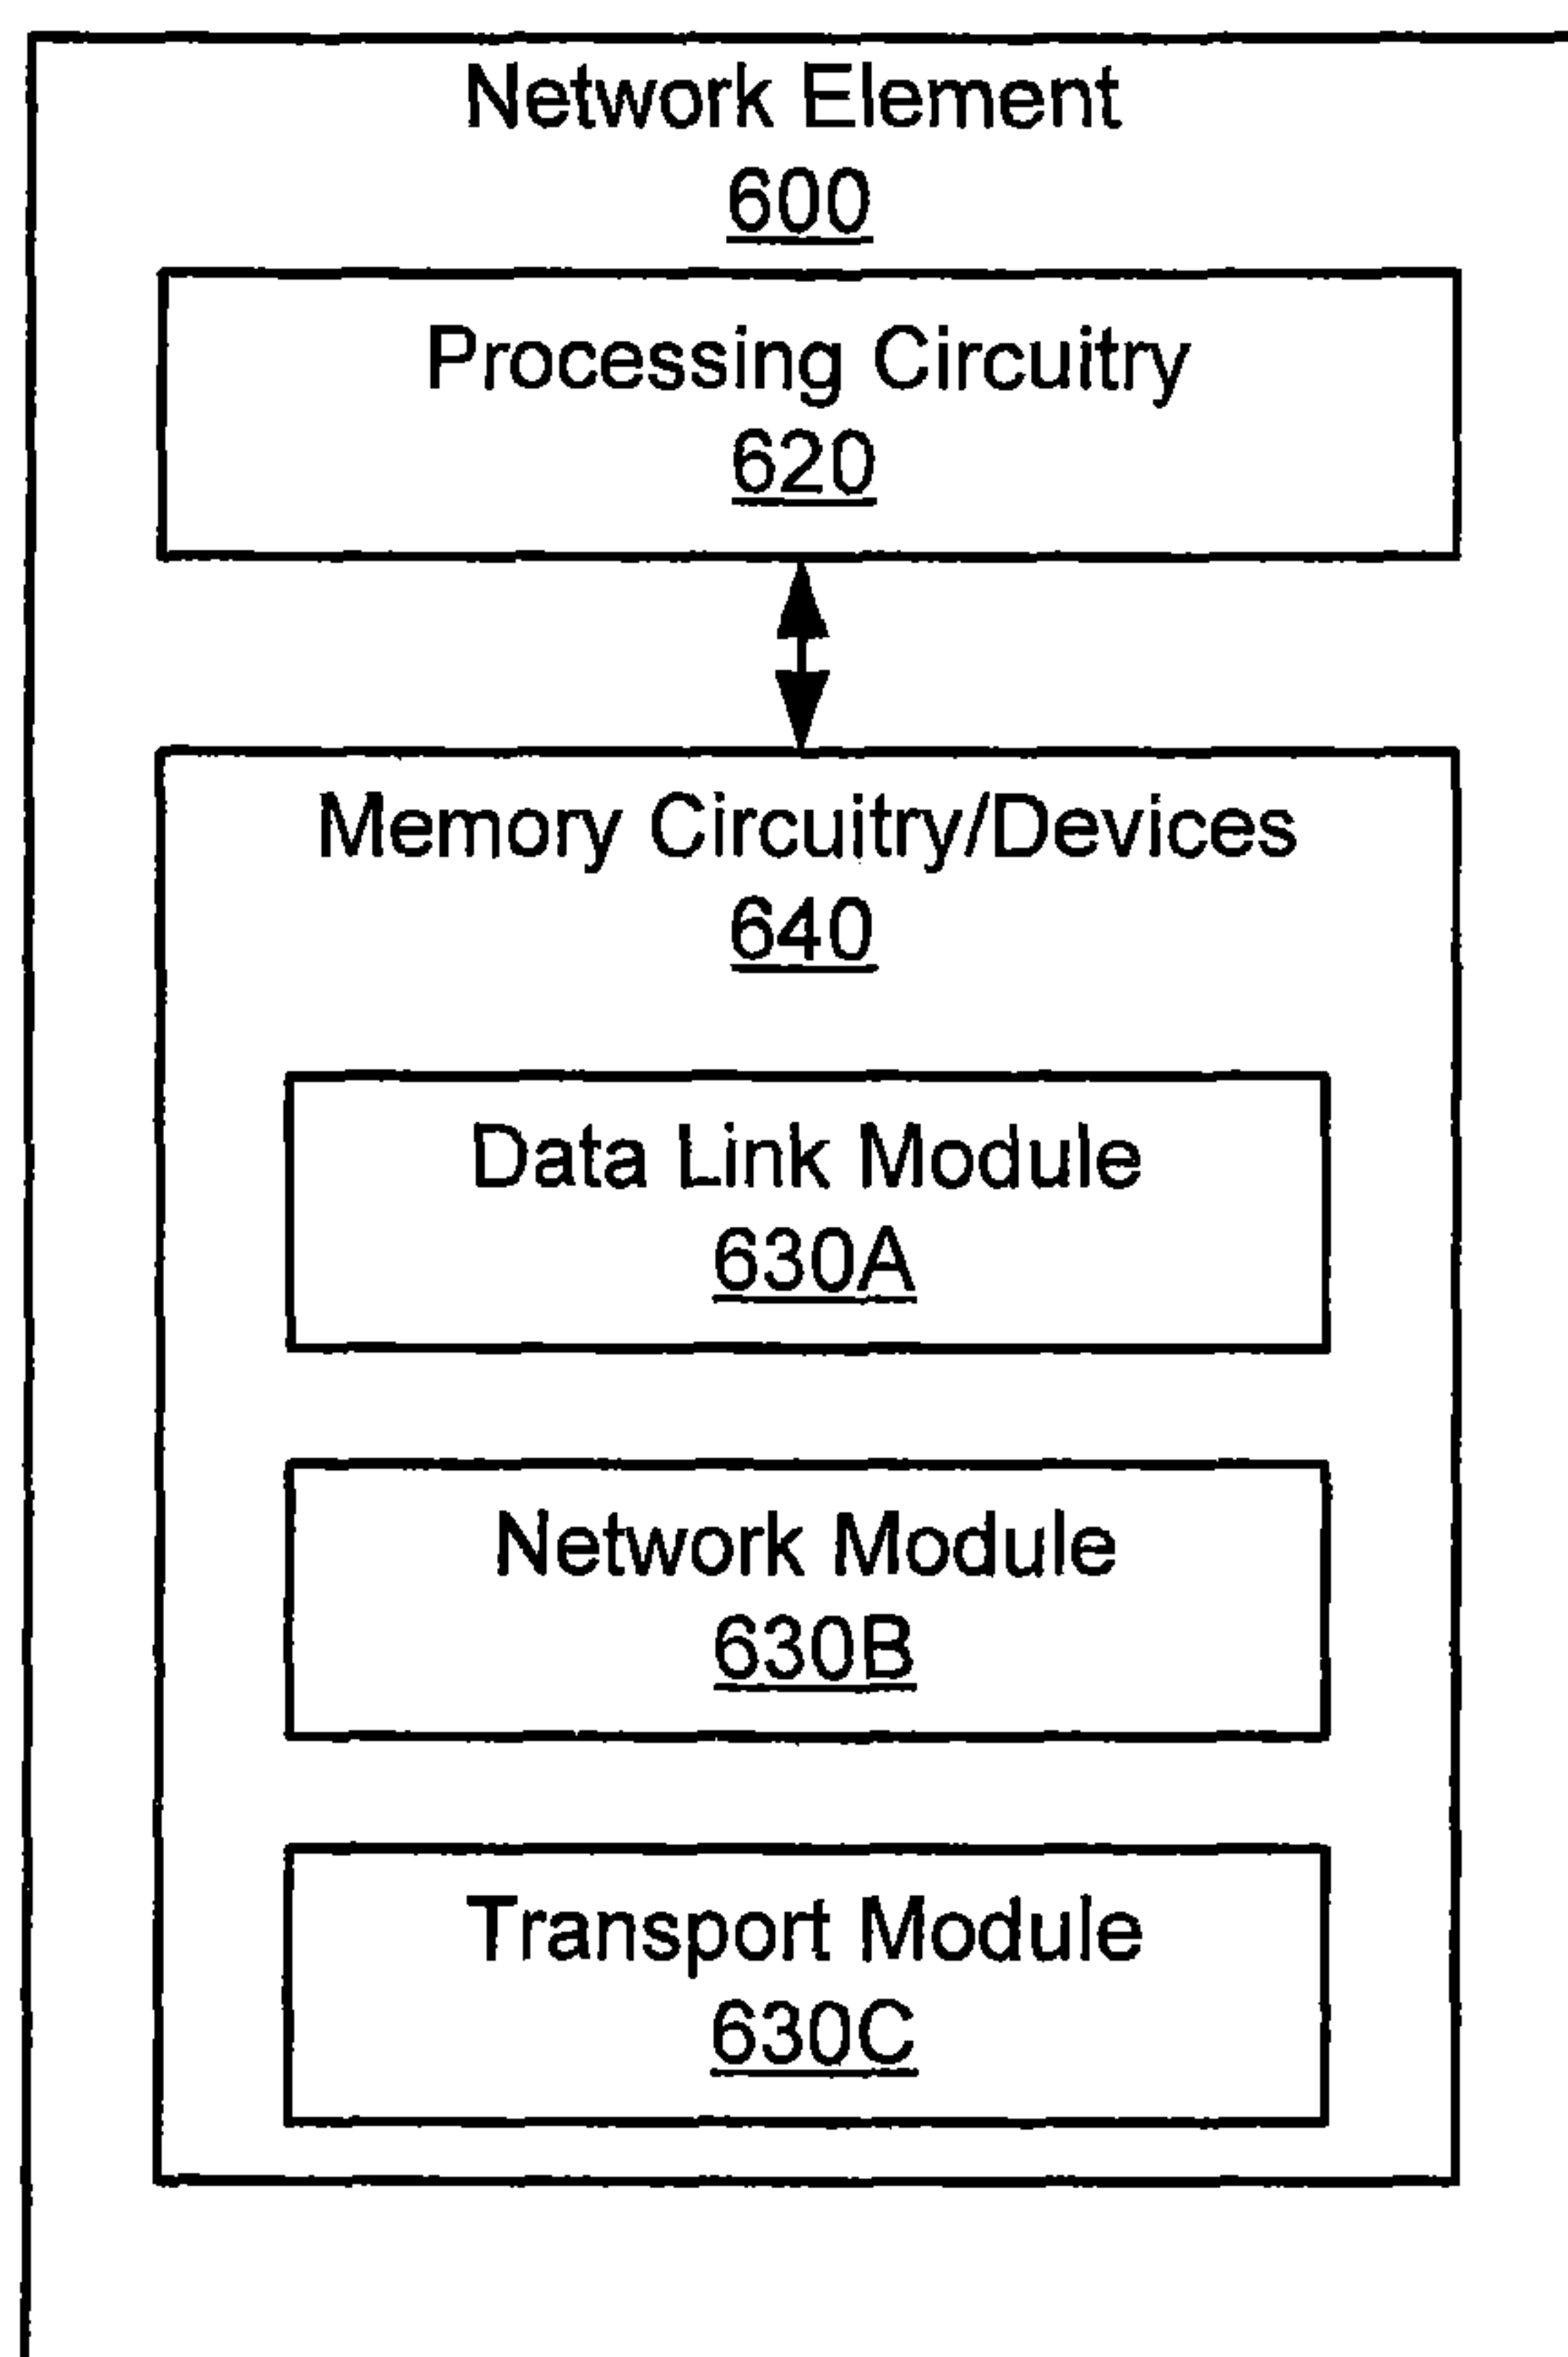 Network Element
600
Processing Circuitry
620
Memory Circuitry/Devices
640
Data Link Module
630A
Network Module
630B
Transport Module
630C